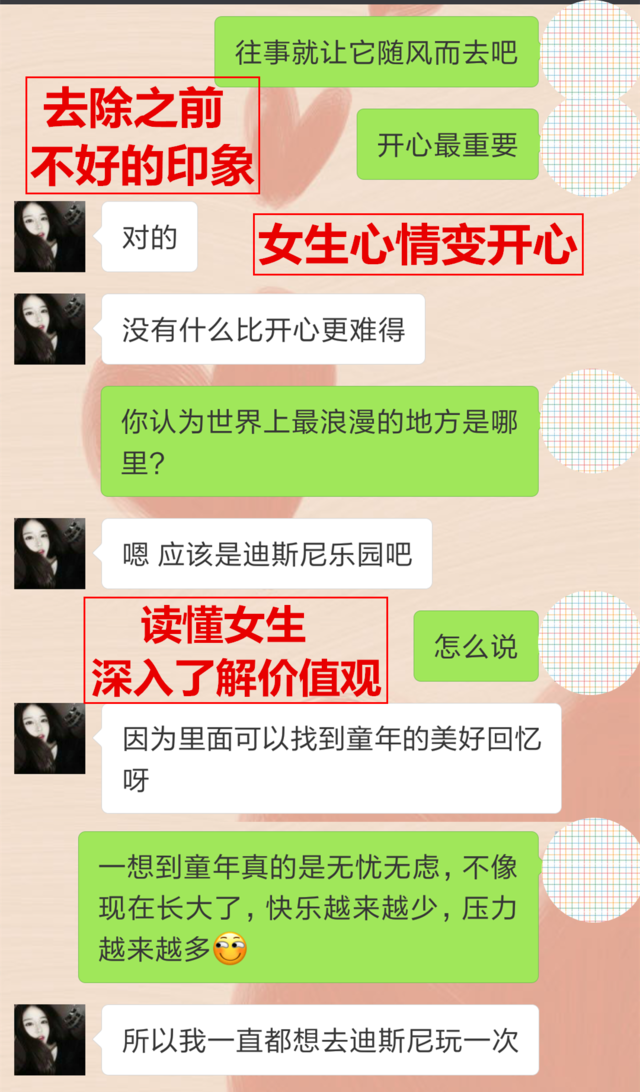 往事就让它随风而去吧
去除之前
不好的印象
开心最重要
对的
女生心情变开心
没有什么比开心更难得
你认为世界上最浪漫的地方是哪
里?
嗯 应该是迪斯尼乐园吧
读懂女生
深入了解价值观
怎么说
因为里面可以找到童年的美好回忆
呀
一想到童年真的是无忧无虑，不像
现在长大了，快乐越来越少，压力
越来越多
所以我一直都想去迪斯尼玩一次